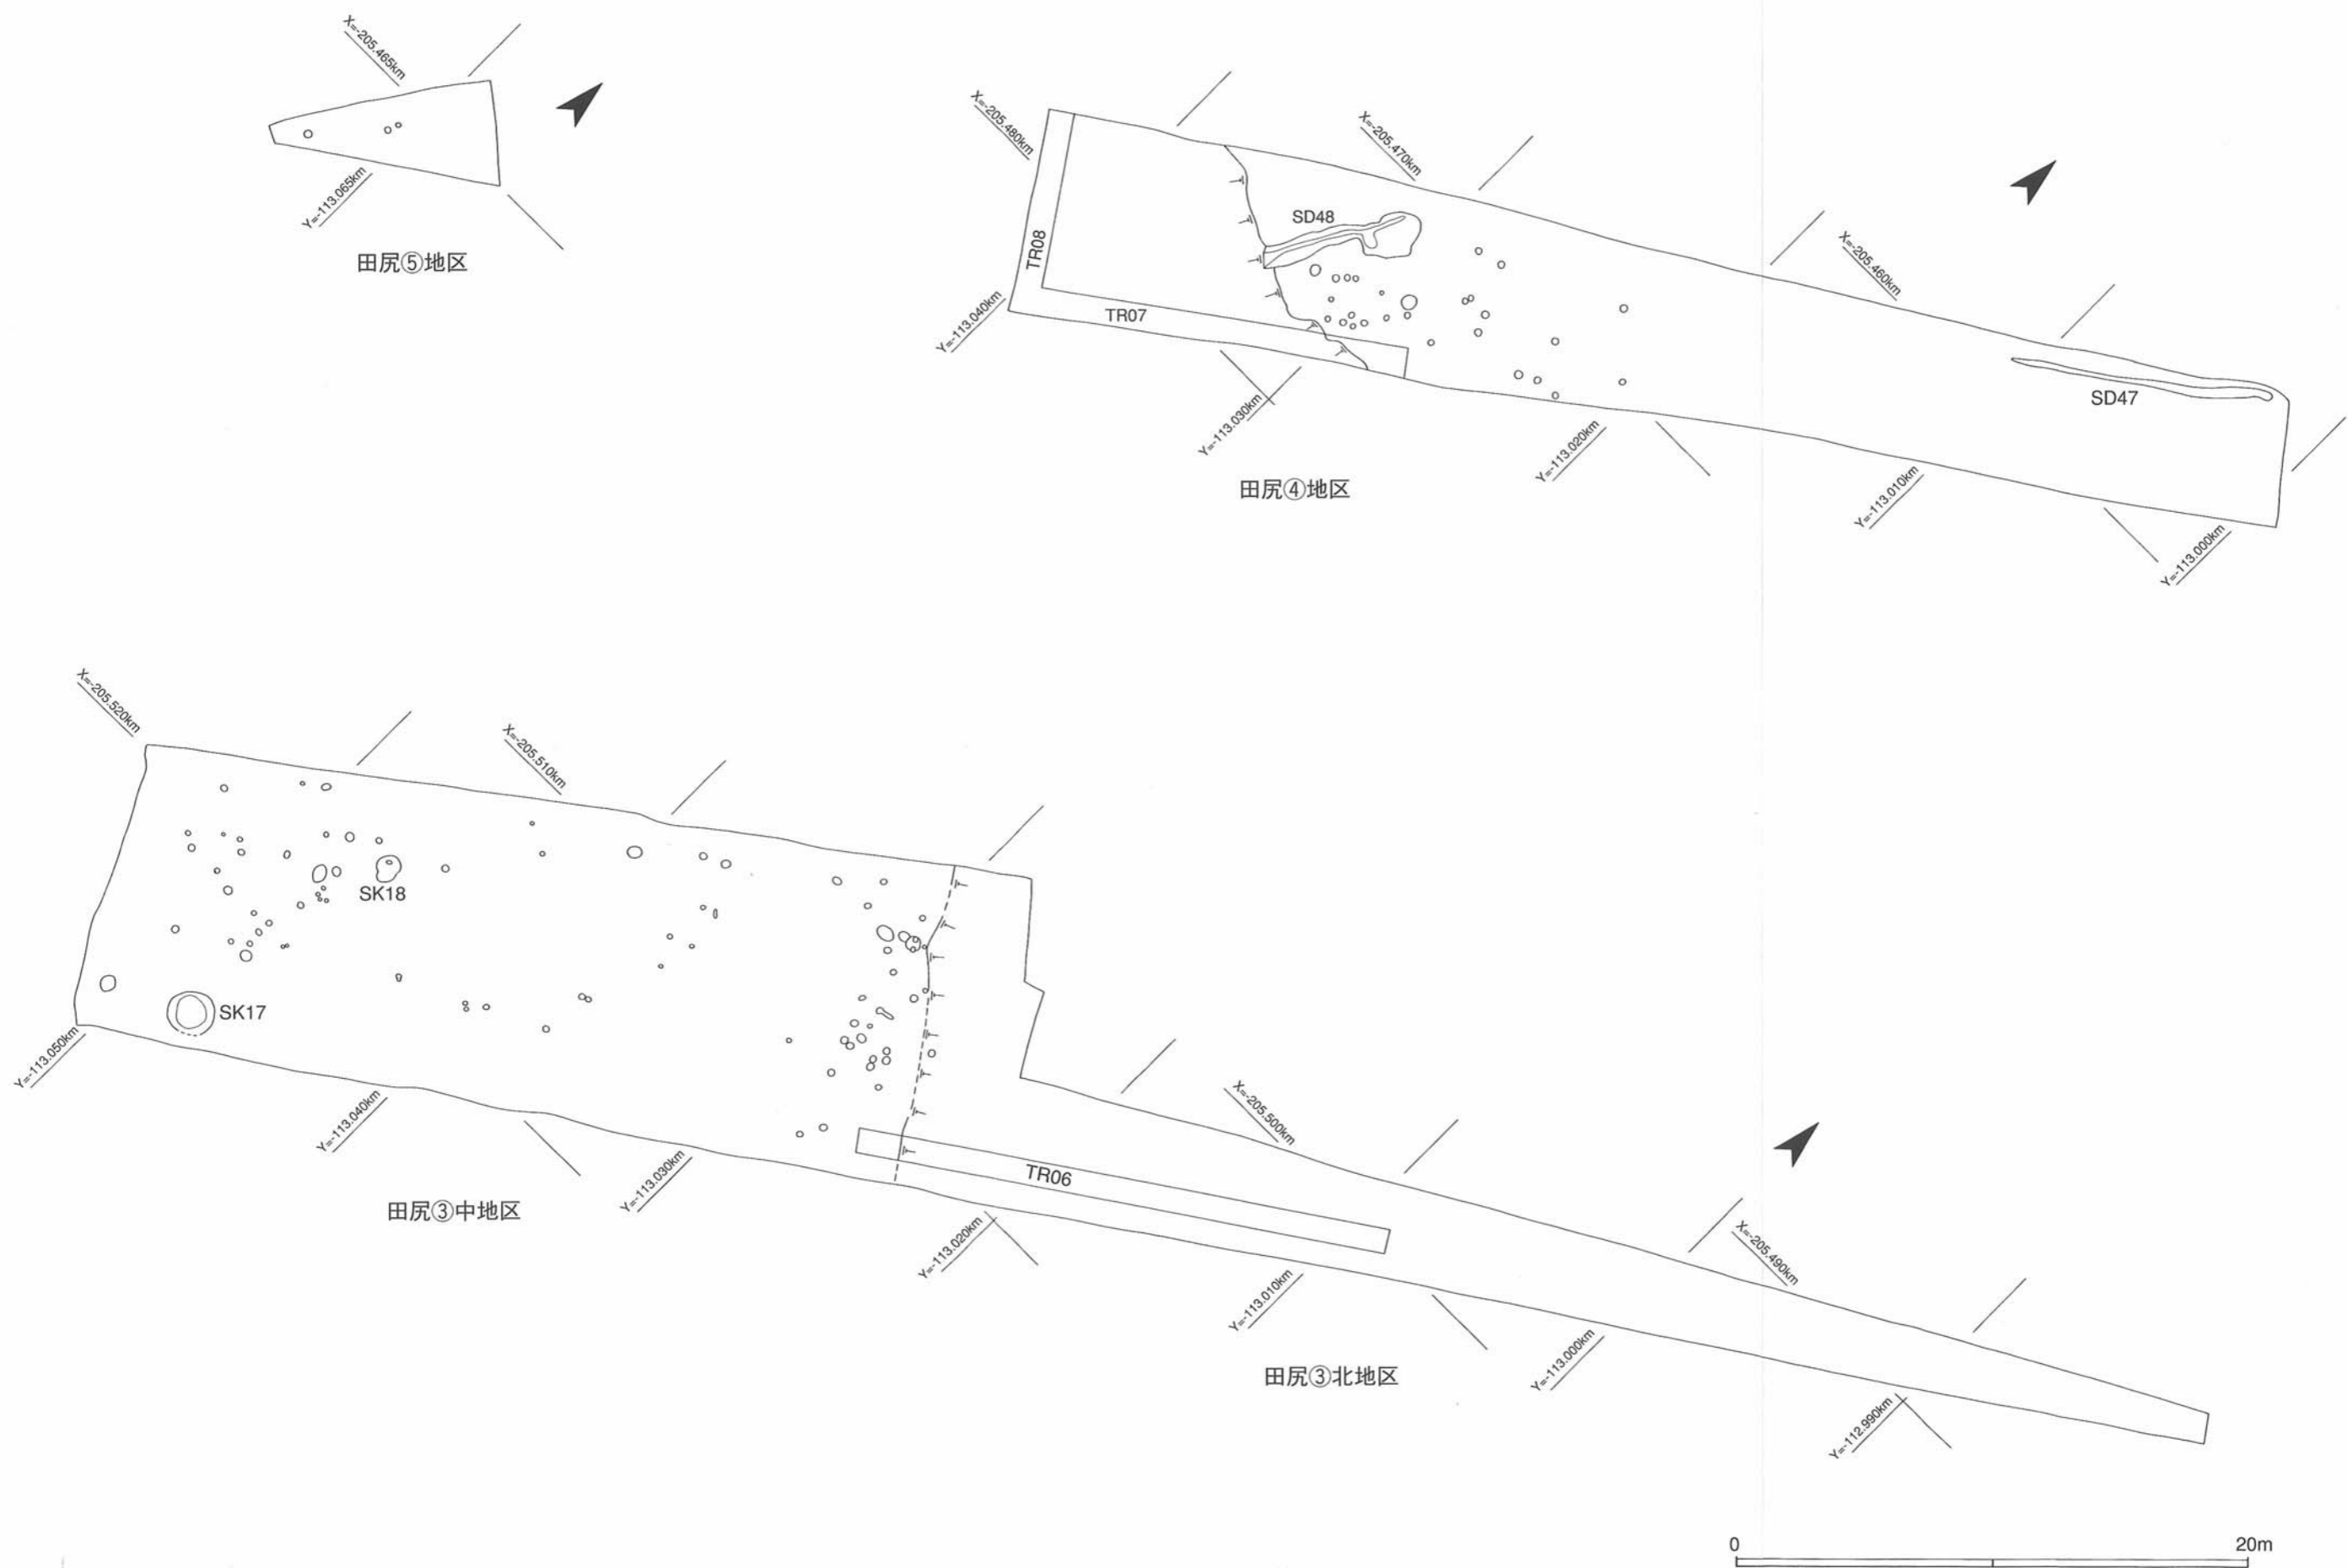 X=-205.465km
Y=-113.065km
田尻⑤地区
X=-205.480km
X=-205.470km
X=-205.460km
SD48
TR08
TR07
SD47
Y=-113.040km
Y=-113.030km
Y=-113.020km
Y=-113.010km
Y=-113.000km
田尻④地区
X=-205.520km
X=-205.510km
SK18
SK17
Y=-113.050km
Y=-113.040km
Y=-113.030km
田尻③中地区
X=-205.500km
X=-205.490km
TR06
Y=-113.020km
Y=-113.010km
Y=-113.000km
Y=-112.990km
田尻③北地区
0 20m